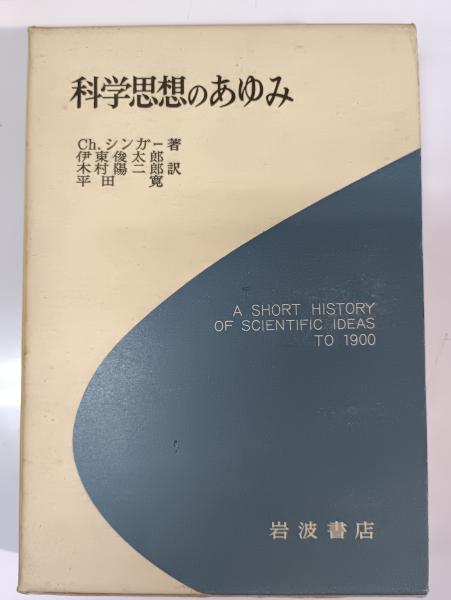 科学思想のあゆみ
Ch. シンガー 著
伊東俊太郎
木村陽二郎 訳
平田 寛
A SHORT HISTORY
OF SCIENTIFIC IDEAS
TO 1900
岩波書店